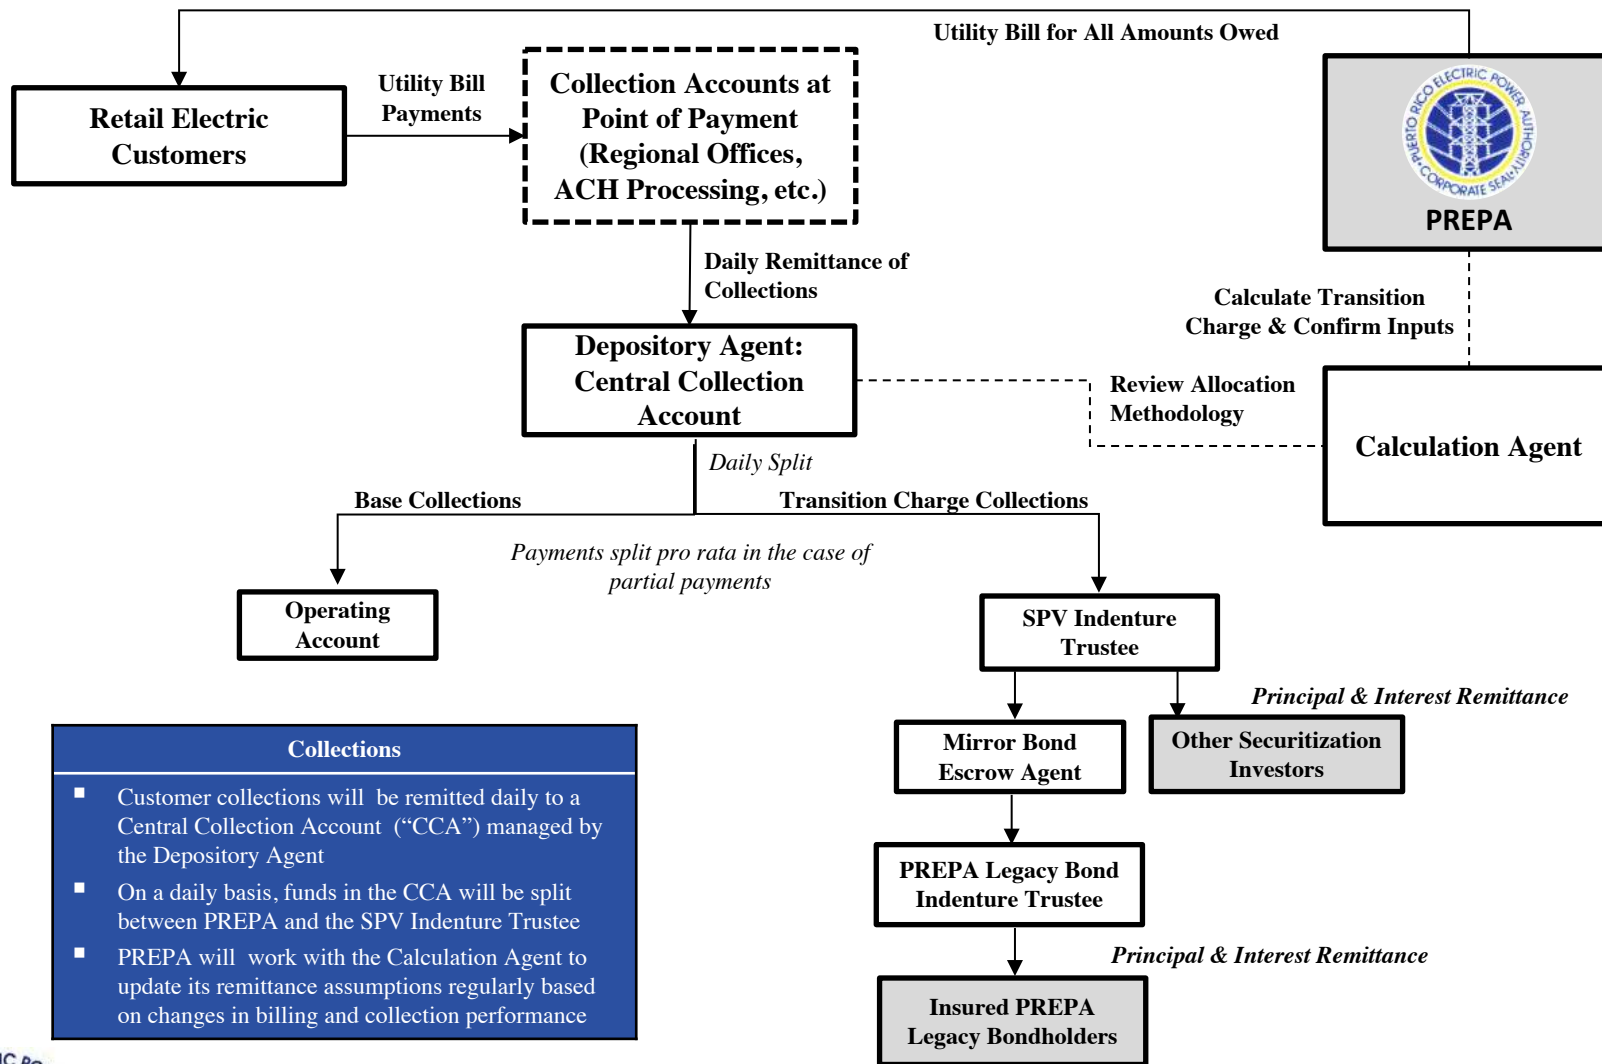 Utility Bill for All Amounts Owed
Retail Electric
Customers
Utility Bill
Payments
Collection Accounts at
Point of Payment
(Regional Offices,
ACH Processing, etc.)
PUERTO RICO ELECTRIC POWER AUTHORITY
CORPORATE SEAL
PREPA
Daily Remittance of
Collections
Calculate Transition
Charge & Confirm Inputs
Depository Agent:
Central Collection
Account
Review Allocation
Methodology
Calculation Agent
Daily Split
Base Collections
Transition Charge Collections
Payments split pro rata in the case of
partial payments
Operating
Account
SPV Indenture
Trustee
Principal & Interest Remittance
Mirror Bond
Escrow Agent
Other Securitization
Investors
PREPA Legacy Bond
Indenture Trustee
Principal & Interest Remittance
Insured PREPA
Legacy Bondholders
Collections
▪ Customer collections will be remitted daily to a
Central Collection Account (“CCA”) managed by
the Depository Agent
▪ On a daily basis, funds in the CCA will be split
between PREPA and the SPV Indenture Trustee
▪ PREPA will work with the Calculation Agent to
update its remittance assumptions regularly based
on changes in billing and collection performance